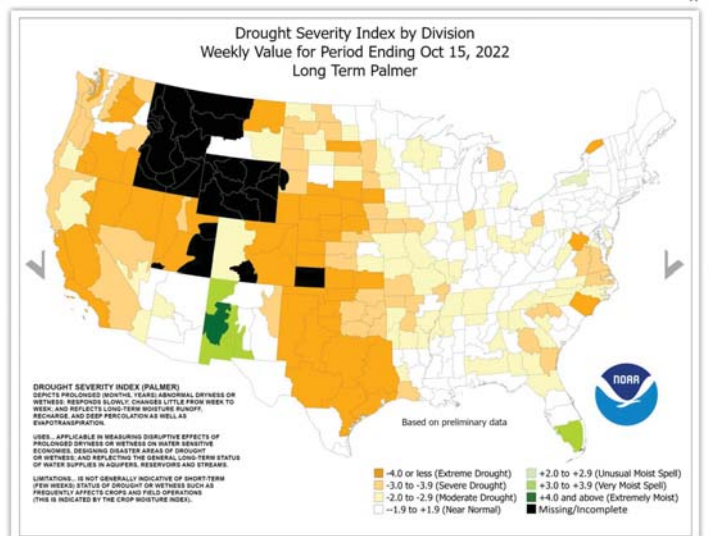 Drought Severity Index by Division
Weekly Value for Period Ending Oct 15, 2022
Long Term Palmer
DROUGHT SEVERITY INDEX (PALMER)
DEPICTS PROLONGED (MONTHS, YEARS) ABNORMAL DRYNESS OR
WETNESS; RESPONDS SLOWLY; CHANGES LITTLE FROM WEEK TO
WEEK; AND REFLECTS LONG-TERM MOISTURE RUNOFF,
RECHARGE, AND DEEP PERCOLATION AS WELL AS
EVAPOTRANSPIRATION.
USES... APPLICABLE IN MEASURING DISRUPTIVE EFFECTS OF
PROLONGED DRYNESS OR WETNESS ON WATER SENSITIVE
ECONOMIES, DESIGNING DISASTER AREAS OF DROUGHT
OR WETNESS; AND REFLECTING THE GENERAL LONG-TERM STATUS
OF WATER SUPPLIES IN AQUIFERS, RESERVOIRS AND STREAMS.
LIMITATIONS... IS NOT GENERALLY INDICATIVE OF SHORT-TERM
(FEW WEEKS) STATUS OF DROUGHT OR WETNESS SUCH AS
FREQUENTLY AFFECTS CROPS AND FIELD OPERATIONS
(THIS IS INDICATED BY THE CROP MOISTURE INDEX).
NOAA
Based on preliminary data
-4.0 or less (Extreme Drought)
-3.0 to -3.9 (Severe Drought)
-2.0 to -2.9 (Moderate Drought)
--1.9 to +1.9 (Near Normal)
+2.0 to +2.9 (Unusual Moist Spell)
+3.0 to +3.9 (Very Moist Spell)
+4.0 and above (Extremely Moist)
Missing/Incomplete